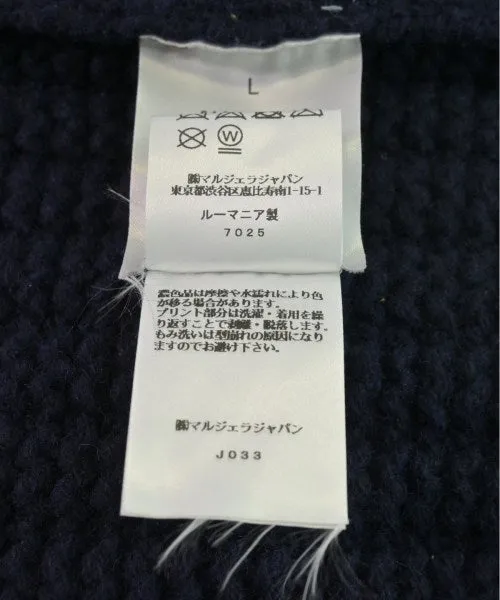 L
W
㈱マルジェラジャパン
東京都渋谷区恵比寿南1-15-1
ルーマニア製
7025
濃色品は摩擦や水濡れにより色
が移る場合があります。
プリント部分は洗濯・着用を繰
り返すことで剥離・脱落します。
もみ洗いは型崩れの原因になり
ますのでお避け下さい。
㈱マルジェラジャパン
J033